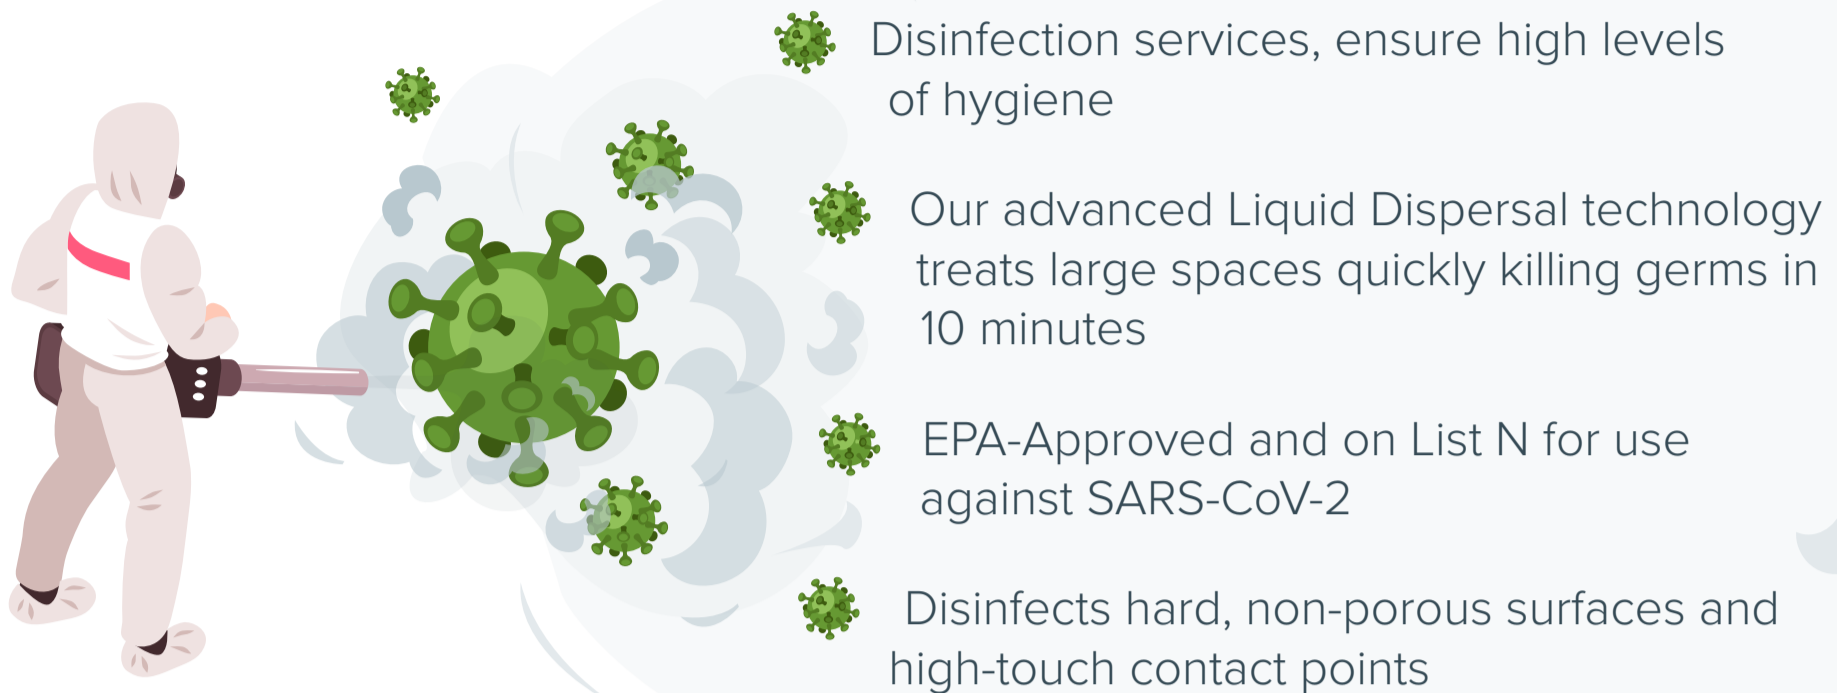 Disinfection services, ensure high levels
of hygiene
Our advanced Liquid Dispersal technology
treats large spaces quickly killing germs in
10 minutes
EPA-Approved and on List N for use
against SARS-CoV-2
Disinfects hard, non-porous surfaces and
high-touch contact points